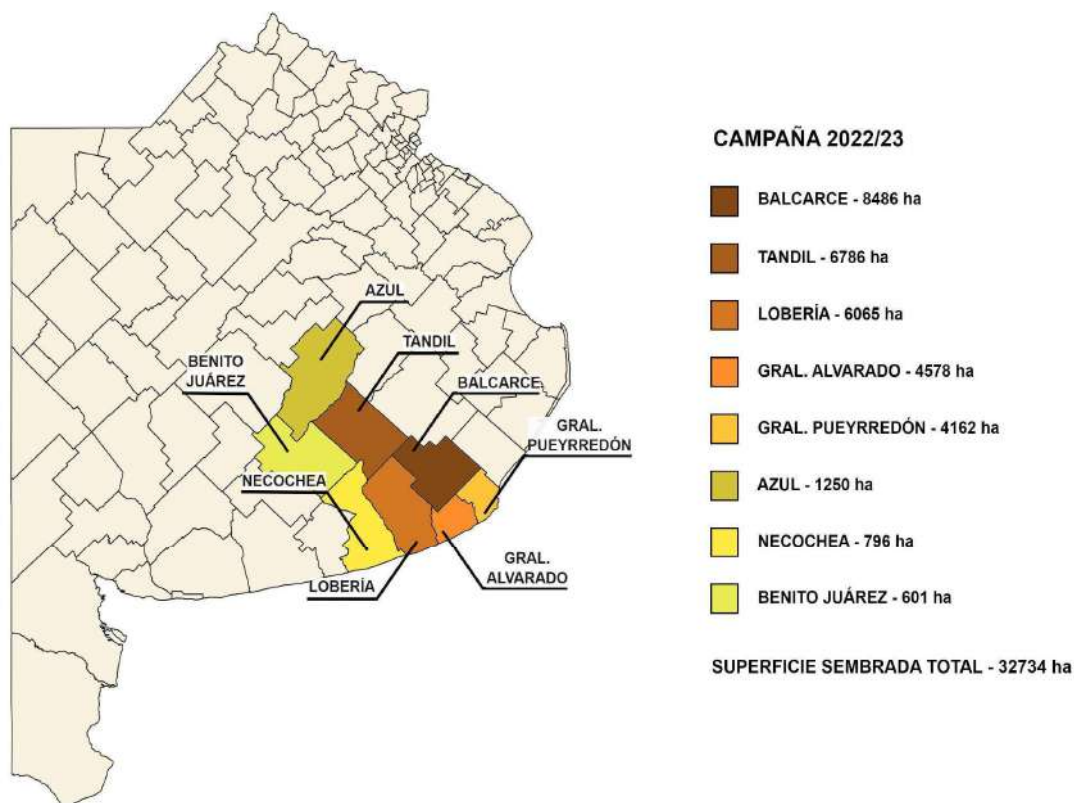 AZUL
TANDIL
BENITO
JUÁREZ
BALCARCE
GRAL.
PUEYRREDÓN
NECOCHEA
GRAL.
ALVARADO
LOBERÍA
CAMPAÑA 2022/23
BALCARCE - 8486 ha
TANDIL - 6786 ha
LOBERÍA - 6065 ha
GRAL. ALVARADO - 4578 ha
GRAL. PUEYRREDÓN - 4162 ha
AZUL - 1250 ha
NECOCHEA - 796 ha
BENITO JUÁREZ - 601 ha
SUPERFICIE SEMBRADA TOTAL - 32734 ha